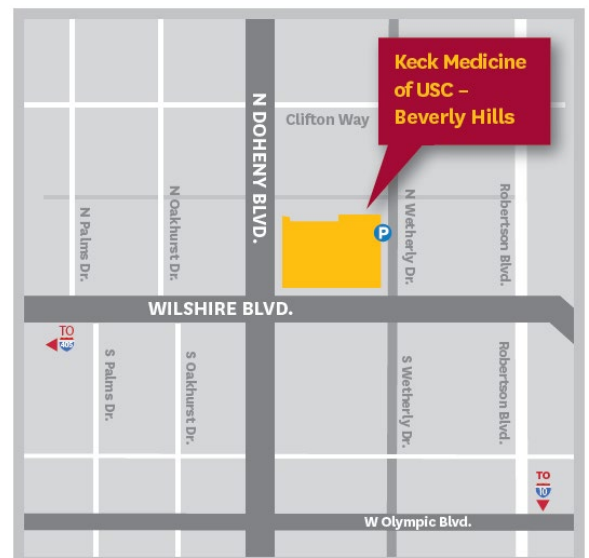 Keck Medicine
of USC –
Beverly Hills
Clifton Way
N DOHENY BLVD.
N Palms Dr.
N Oakhurst Dr.
N Wetherly Dr.
Robertson Blvd.
P
WILSHIRE BLVD.
TO
405
S Palms Dr.
S Oakhurst Dr.
S Wetherly Dr.
Robertson Blvd.
TO
10
W Olympic Blvd.